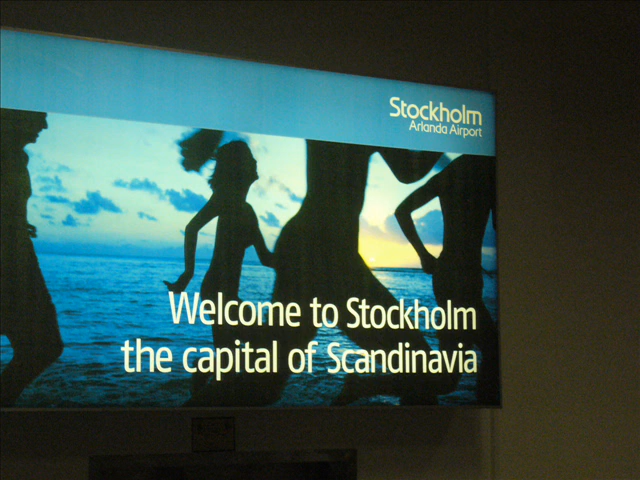 Stockholm
Arlanda Airport
Welcome to Stockholm
the capital of Scandinavia